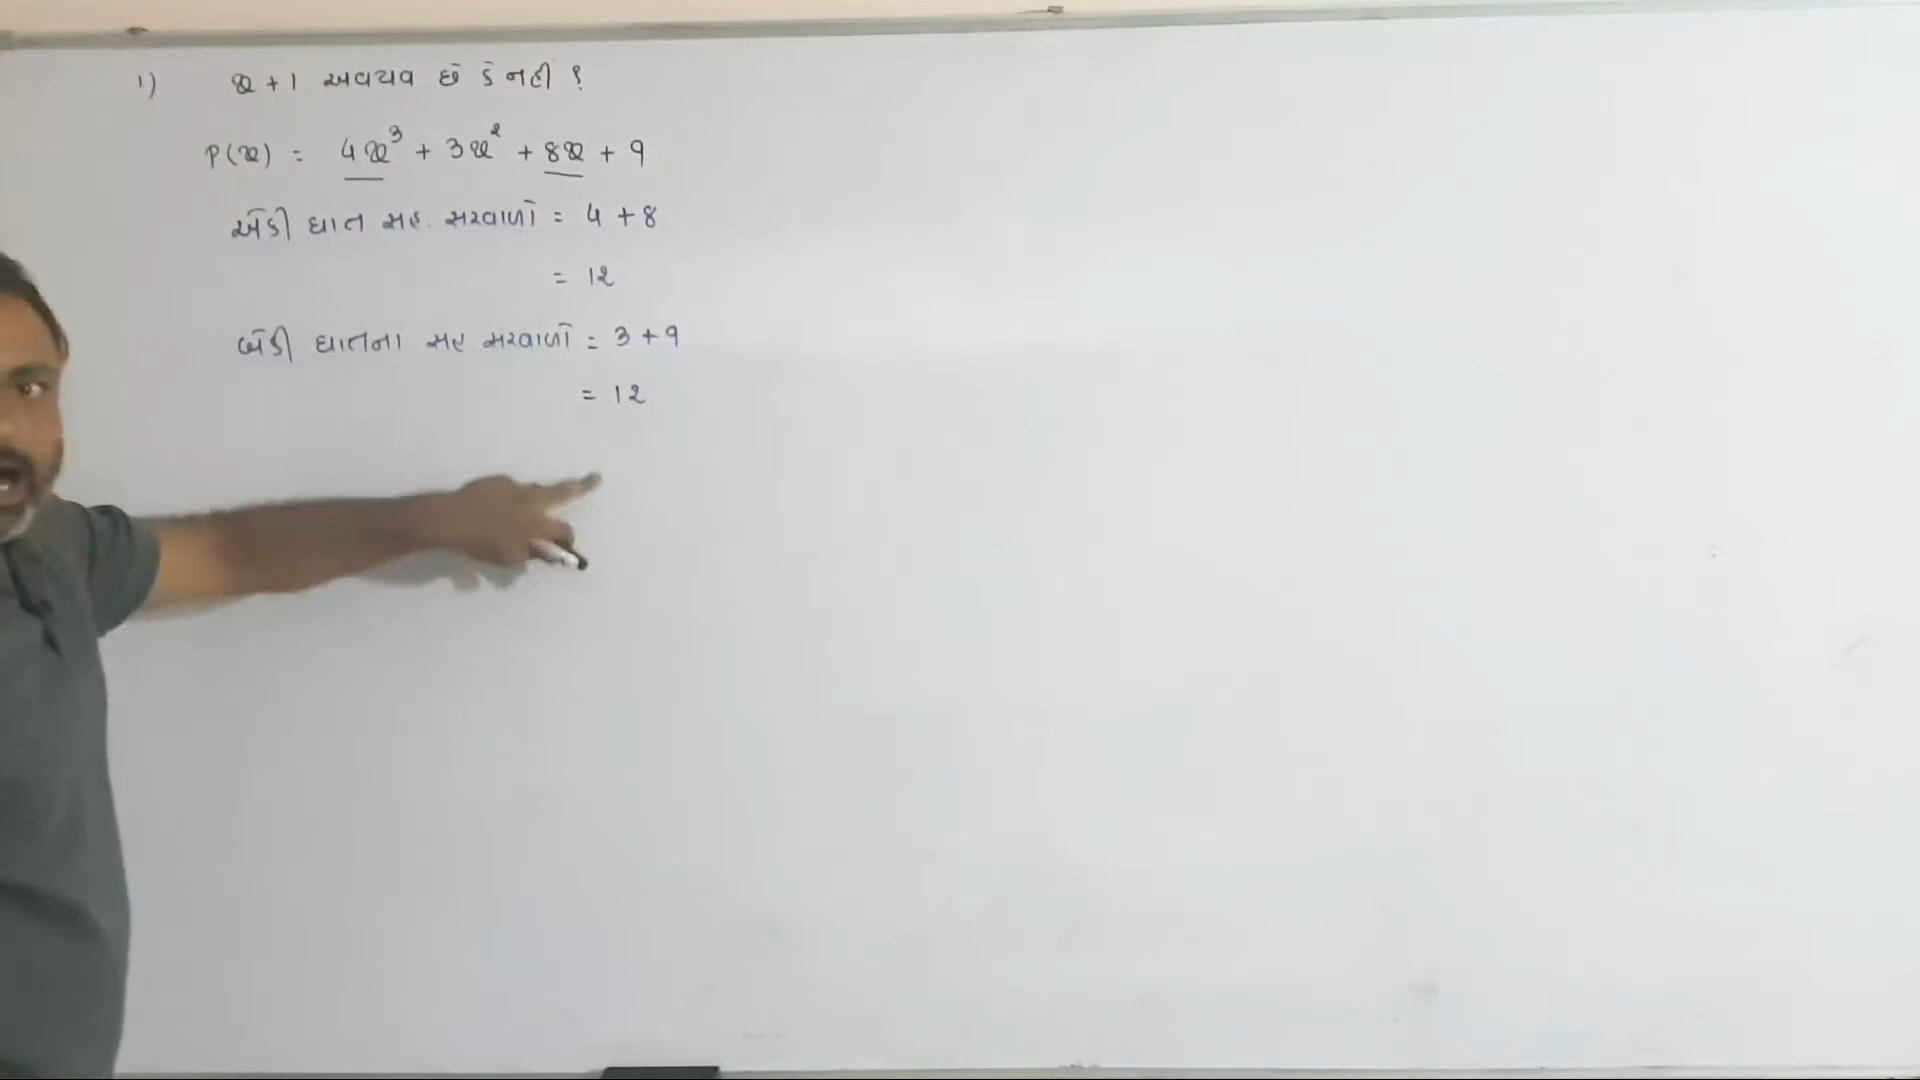 1) x + 1 અવયવ છે કે નહી ?
P(x) = 4x³ + 3x² + 8x + 9
એકી ઘાત સહ. સરવાળો = 4 + 8
= 12
બેકી ઘાતના સહ સરવાળો = 3 + 9
= 12